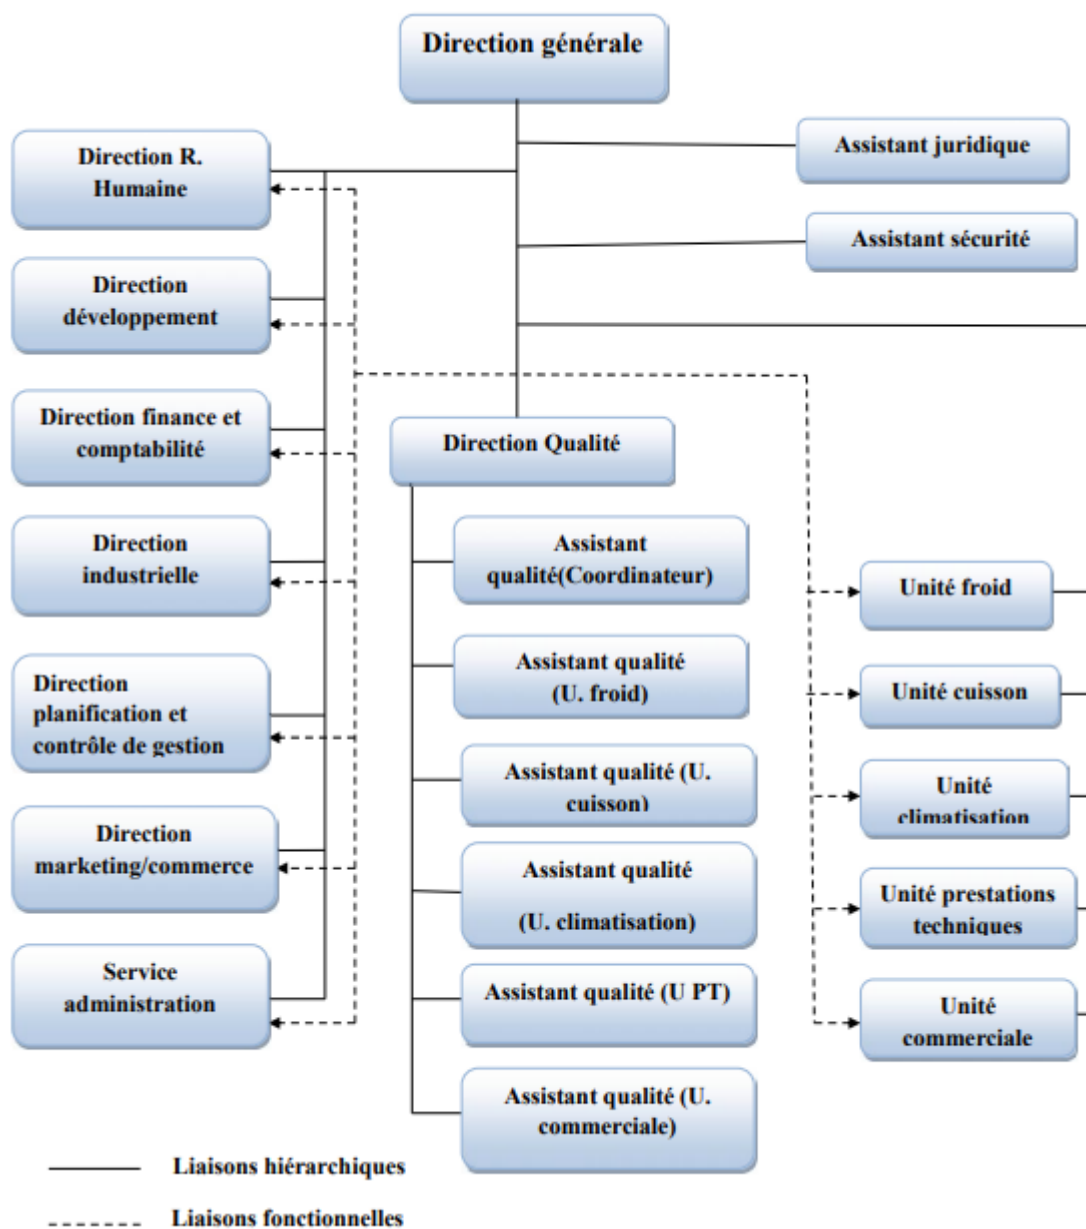 Direction générale
Assistant juridique
Direction R.
Humaine
Assistant sécurité
Direction
développement
Direction finance et
comptabilité
Direction Qualité
Direction
industrielle
Assistant
qualité(Coordinateur)
Unité froid
Direction
planification et
contrôle de gestion
Assistant qualité
(U. froid)
Unité cuisson
Assistant qualité (U.
cuisson)
Unité
climatisation
Direction
marketing/commerce
Assistant qualité
(U. climatisation)
Unité prestations
techniques
Service
administration
Assistant qualité (U PT)
Unité
commerciale
Assistant qualité (U.
commerciale)
Liaisons hiérarchiques
Liaisons fonctionnelles